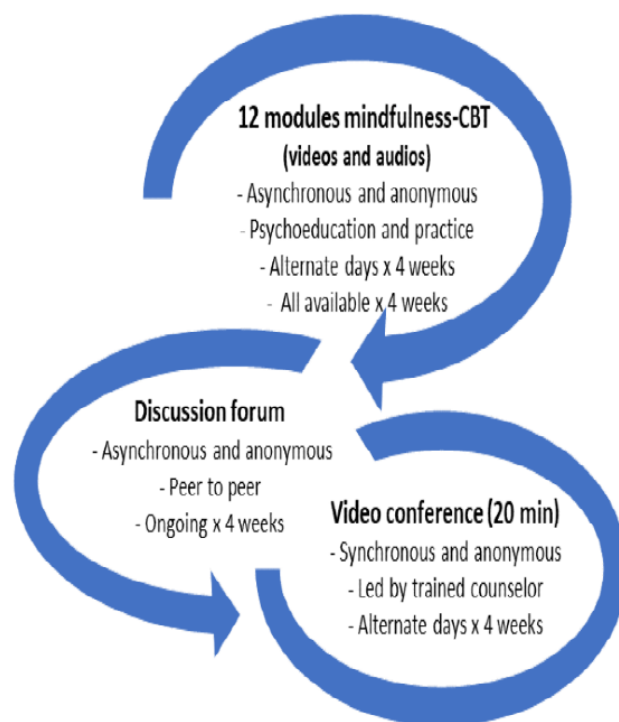 12 modules mindfulness-CBT
(videos and audios)
- Asynchronous and anonymous
- Psychoeducation and practice
- Alternate days x 4 weeks
- All available x 4 weeks
Discussion forum
- Asynchronous and anonymous
- Peer to peer
- Ongoing x 4 weeks
Video conference (20 min)
- Synchronous and anonymous
- Led by trained counselor
- Alternate days x 4 weeks